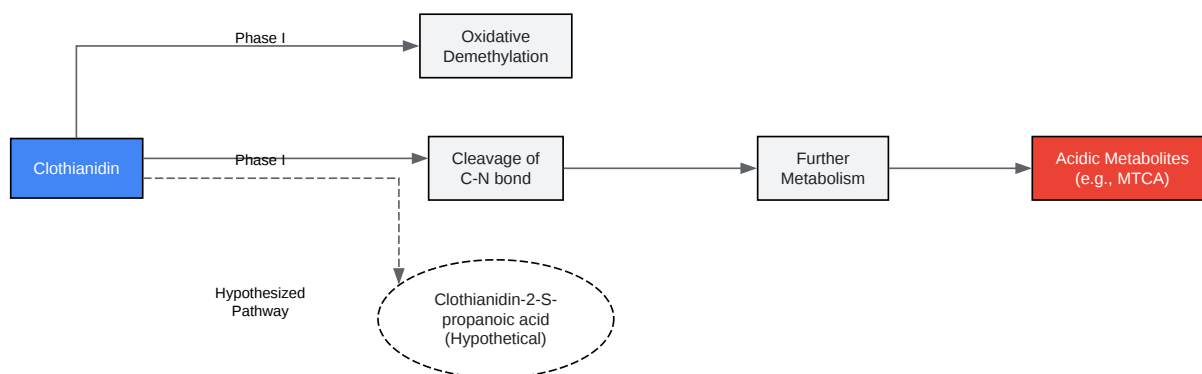 Phase I
Oxidative
Demethylation
Clothianidin
Phase I
Cleavage of
C-N bond
Further
Metabolism
Acidic Metabolites
(e.g., MTCA)
Hypothesized
Pathway
Clothianidin-2-S-
propanoic acid
(Hypothetical)